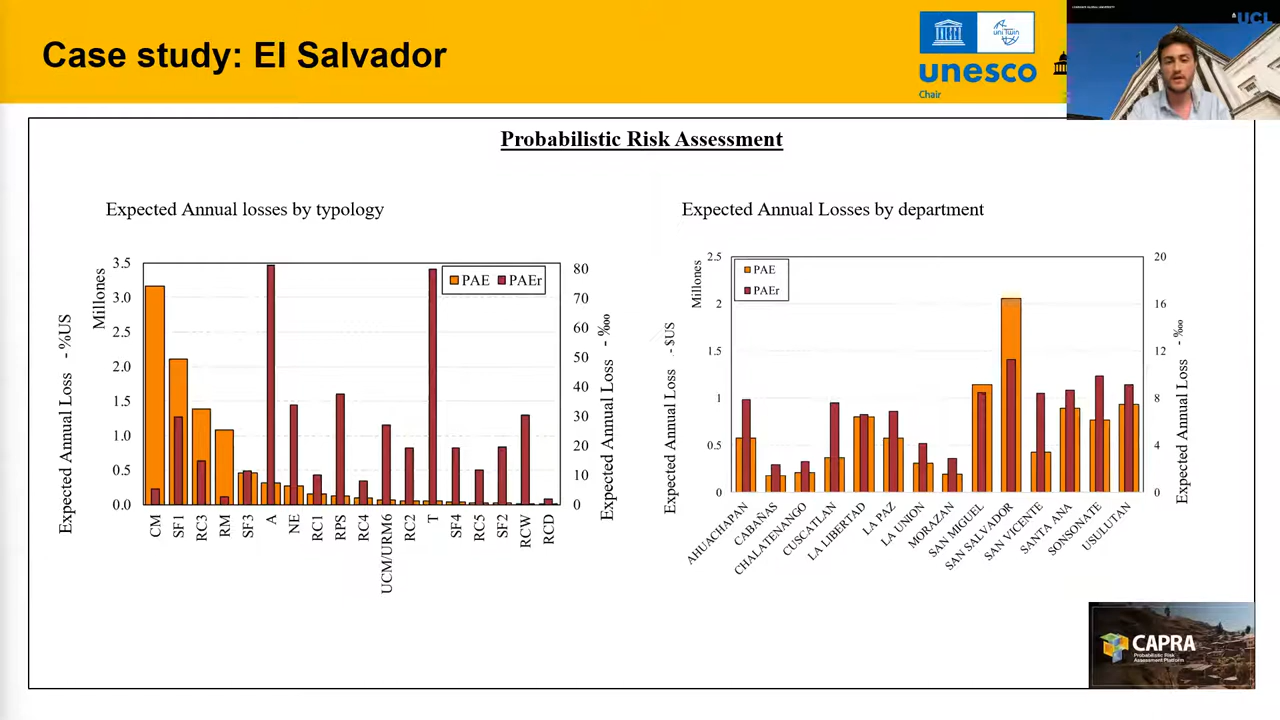 Case study: El Salvador
uni Twin
unesco
Chair
LONDON'S GLOBAL UNIVERSITY
UCL
Probabilistic Risk Assessment
Expected Annual losses by typology
Expected Annual Loss - %US
Millones
3.5
3.0
2.5
2.0
1.5
1.0
0.5
0.0
PAE
PAEr
80
70
60
50
40
30
20
10
0
Expected Annual Loss - ‰
CM
SF1
RC3
RM
SF3
A
NE
RC1
RPS
RC4
UCM/URM6
RC2
T
SF4
RC5
SF2
RCW
RCD
Expected Annual Losses by department
Expected Annual Loss - $US
Millones
2.5
2
1.5
1
0.5
0
PAE
PAEr
20
16
12
8
4
0
Expected Annual Loss - ‰
AHUACHAPAN
CABAÑAS
CHALATENANGO
CUSCATLAN
LA LIBERTAD
LA PAZ
LA UNION
MORAZAN
SAN MIGUEL
SAN SALVADOR
SAN VICENTE
SANTA ANA
SONSONATE
USULUTAN
CAPRA
Probabilistic Risk
Assessment Platform